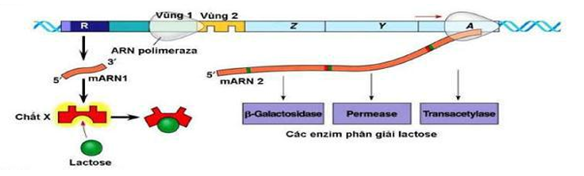 Vùng 1 Vùng 2
R
Z
Y
A
ARN polimeraza
5'
3'
mARN1
5'
mARN 2
Chất X
Lactose
β-Galactosidase
Permease
Transacetylase
Các enzim phân giải lactose